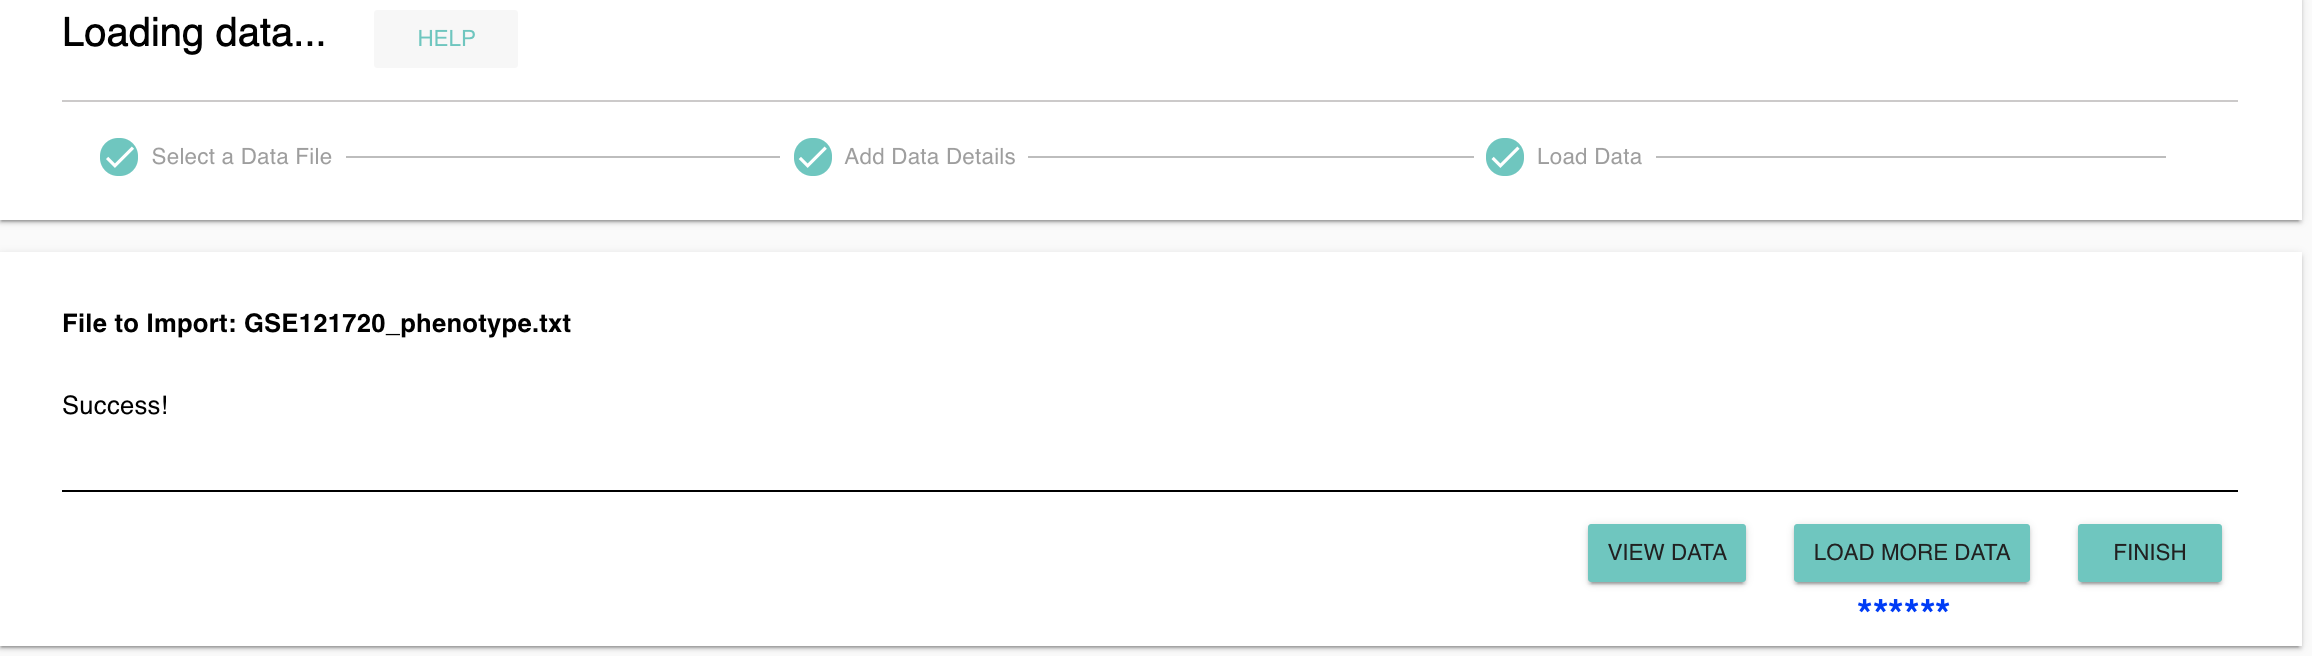 Loading data... HELP
Select a Data File Add Data Details Load Data
File to Import: GSE121720_phenotype.txt
Success!
VIEW DATA LOAD MORE DATA FINISH
******